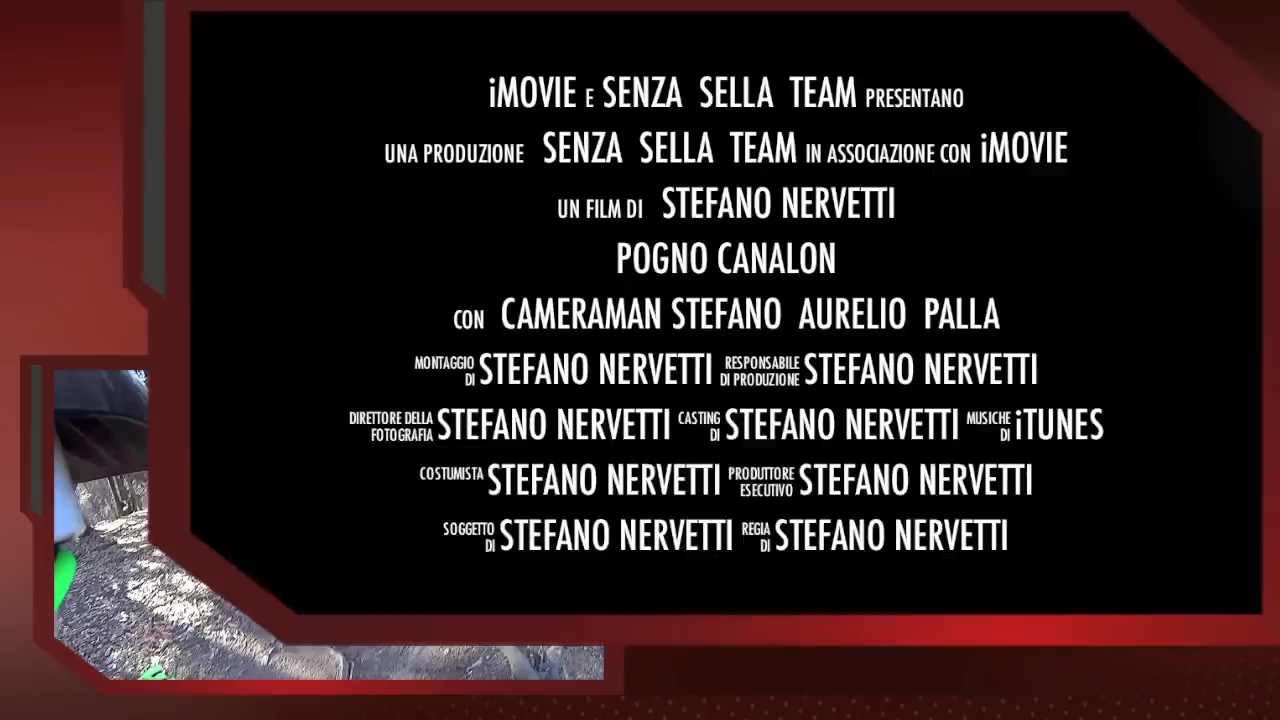 iMOVIE E SENZA SELLA TEAM PRESENTANO
UNA PRODUZIONE SENZA SELLA TEAM IN ASSOCIAZIONE CON iMOVIE
UN FILM DI STEFANO NERVETTI
POGNO CANALON
CON CAMERAMAN STEFANO AURELIO PALLA
MONTAGGIO DI STEFANO NERVETTI RESPONSABILE DI PRODUZIONE STEFANO NERVETTI
DIRETTORE DELLA FOTOGRAFIA STEFANO NERVETTI CASTING DI STEFANO NERVETTI MUSICHE DI iTUNES
COSTUMISTA STEFANO NERVETTI PRODUTTORE ESECUTIVO STEFANO NERVETTI
SOGGETTO DI STEFANO NERVETTI REGIA DI STEFANO NERVETTI